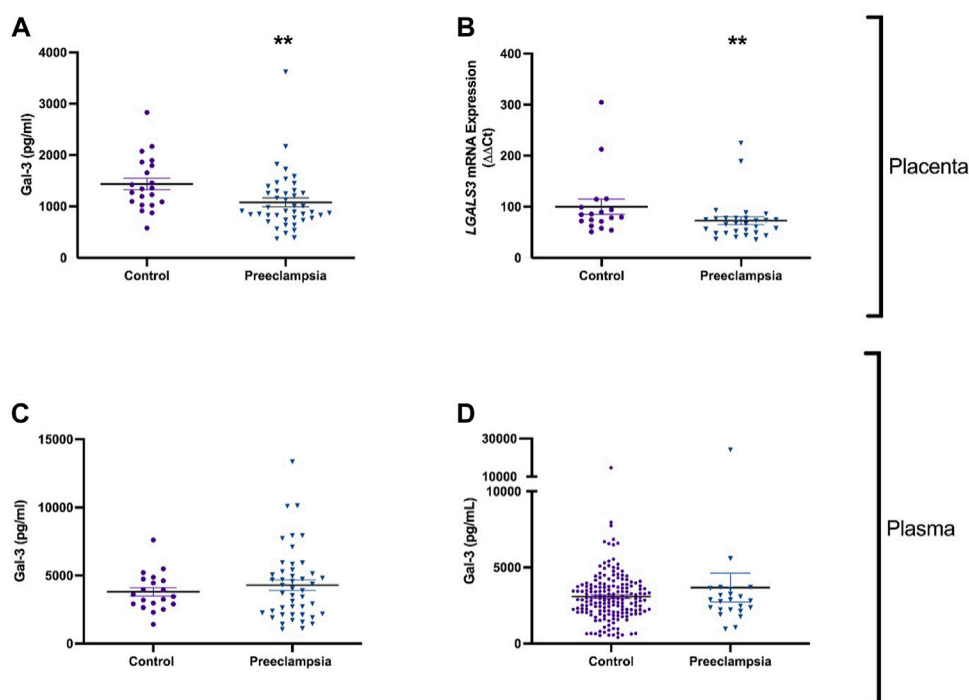 A
**
4000
3000
2000
1000
0
Gal-3 (pg/ml)
Control
Preeclampsia
B
**
400
300
200
100
0
LGALS3 mRNA Expression
(ΔΔCt)
Control
Preeclampsia
Placenta
C
15000
10000
5000
0
Gal-3 (pg/ml)
Control
Preeclampsia
D
30000
10000
10000
5000
0
Gal-3 (pg/mL)
Control
Preeclampsia
Plasma